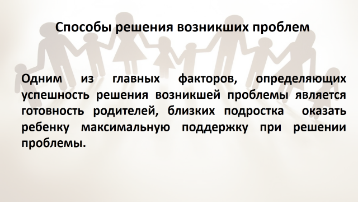 Способы решения возникших проблем
Одним из главных факторов, определяющих
успешность решения возникшей проблемы является
готовность родителей, близких подростка оказать
ребенку максимальную поддержку при решении
проблемы.